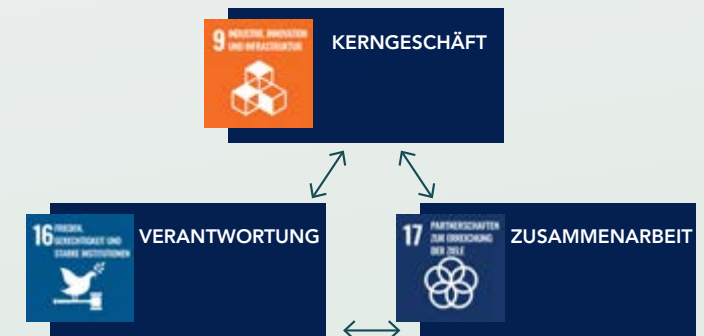 9 INDUSTRIE, INNOVATION
UND INFRASTRUKTUR
KERNGESCHÄFT
16 FRIEDEN,
GERECHTIGKEIT UND
STARKE INSTITUTIONEN
VERANTWORTUNG
17 PARTNERSCHAFTEN
ZUR ERREICHUNG
DER ZIELE
ZUSAMMENARBEIT